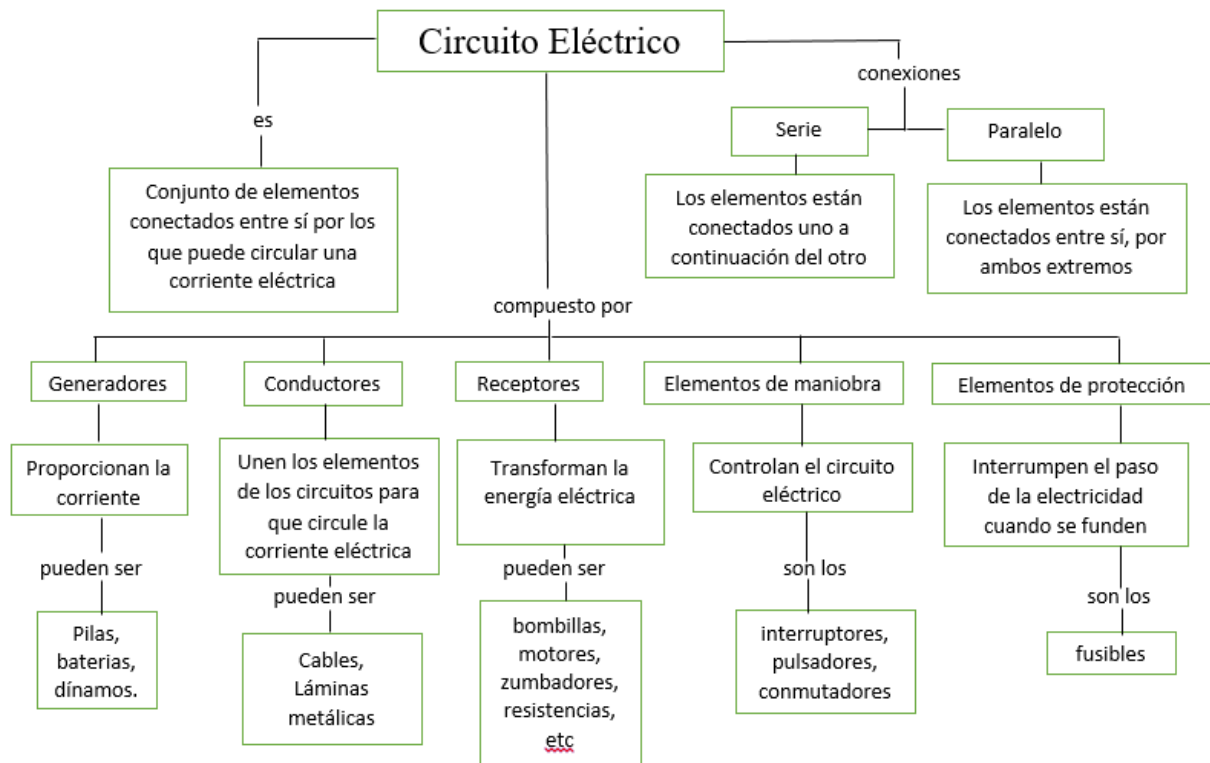 Circuito Eléctrico
es
Conjunto de elementos
conectados entre sí por los
que puede circular una
corriente eléctrica
conexiones
Serie
Los elementos están
conectados uno a
continuación del otro
Paralelo
Los elementos están
conectados entre sí, por
ambos extremos
compuesto por
Generadores
Proporcionan la
corriente
pueden ser
Pilas,
baterias,
dínamos.
Conductores
Unen los elementos
de los circuitos para
que circule la
corriente eléctrica
pueden ser
Cables,
Láminas
metálicas
Receptores
Transforman la
energía eléctrica
pueden ser
bombillas,
motores,
zumbadores,
resistencias,
etc
Elementos de maniobra
Controlan el circuito
eléctrico
son los
interruptores,
pulsadores,
conmutadores
Elementos de protección
Interrumpen el paso
de la electricidad
cuando se funden
son los
fusibles